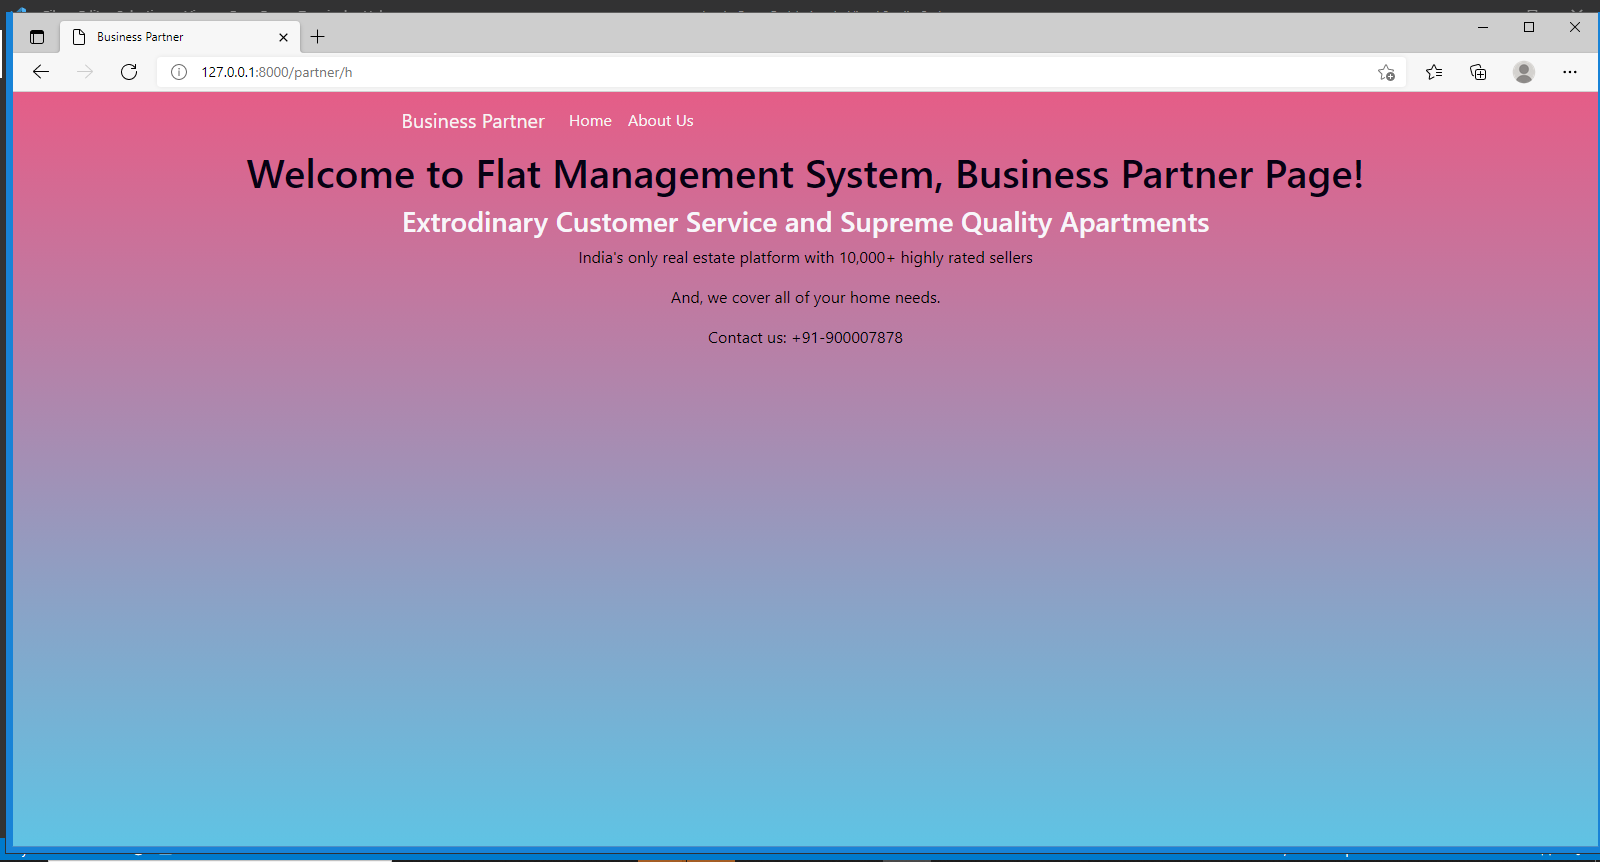 Business Partner
127.0.0.1:8000/partner/h
Business Partner Home About Us
Welcome to Flat Management System, Business Partner Page!
Extrodinary Customer Service and Supreme Quality Apartments
India's only real estate platform with 10,000+ highly rated sellers
And, we cover all of your home needs.
Contact us: +91-900007878